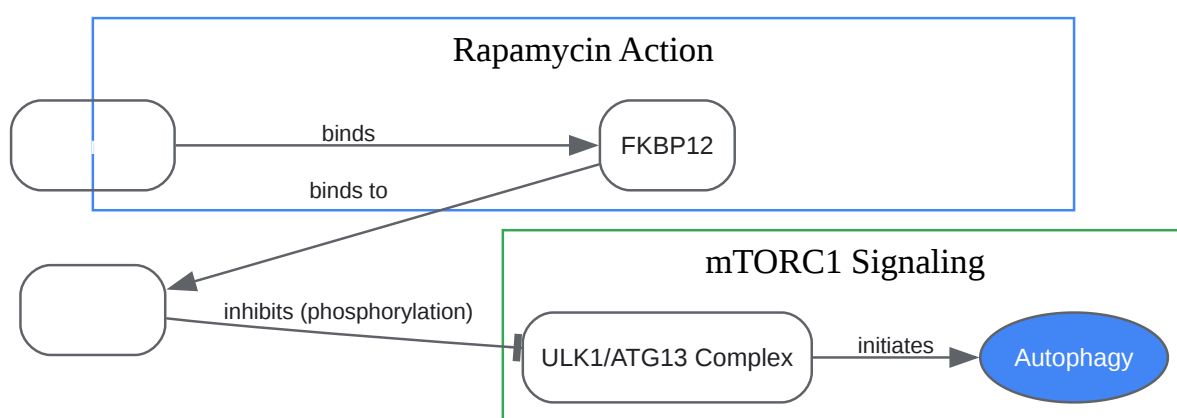 Rapamycin Action
binds
FKBP12
binds to
mTORC1 Signaling
inhibits (phosphorylation)
ULK1/ATG13 Complex
initiates
Autophagy